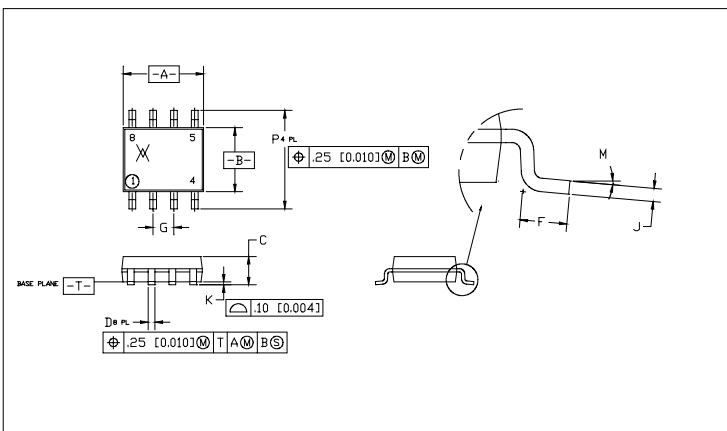 -A-
8 5
1 4
-B-
P 4 PL
.25 [0.010] Ⓜ B Ⓜ
G
C
BASE PLANE -T-
K
.10 [0.004]
D 8 PL
.25 [0.010] Ⓜ T A Ⓜ B Ⓢ
M
F
J